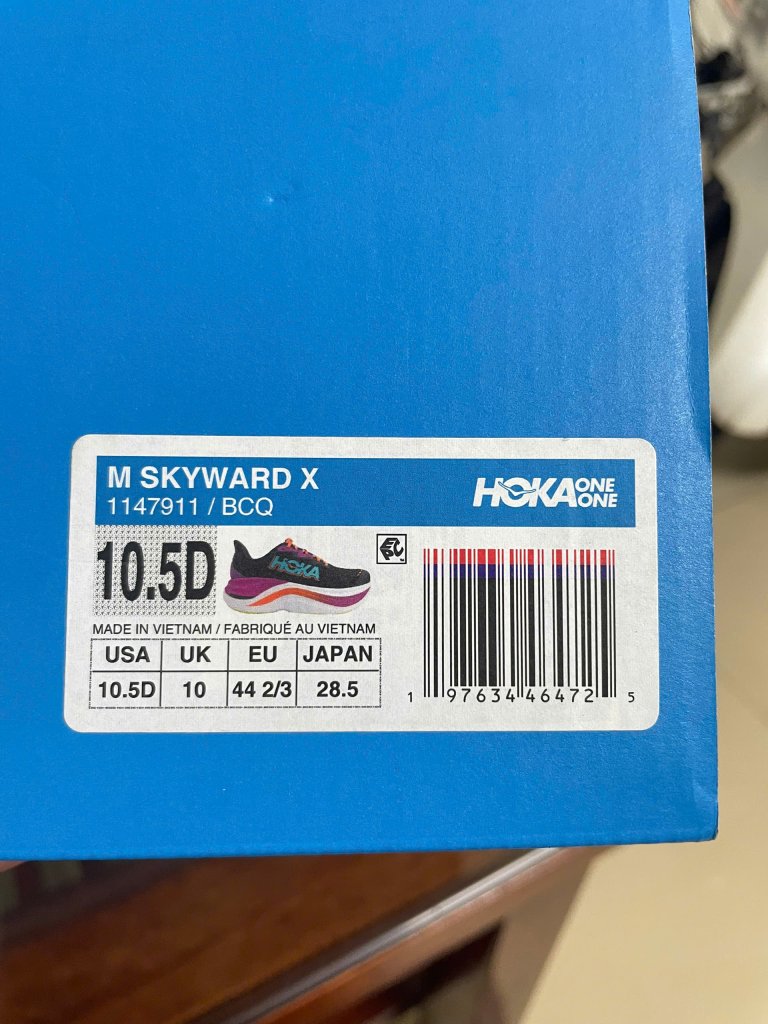 M SKYWARD X
1147911 / BCQ
HOKA ONE ONE
10.5D
HOKA
MADE IN VIETNAM / FABRIQUÉ AU VIETNAM
USA UK EU JAPAN
10.5D 10 44 2/3 28.5
1 97634 46472 5